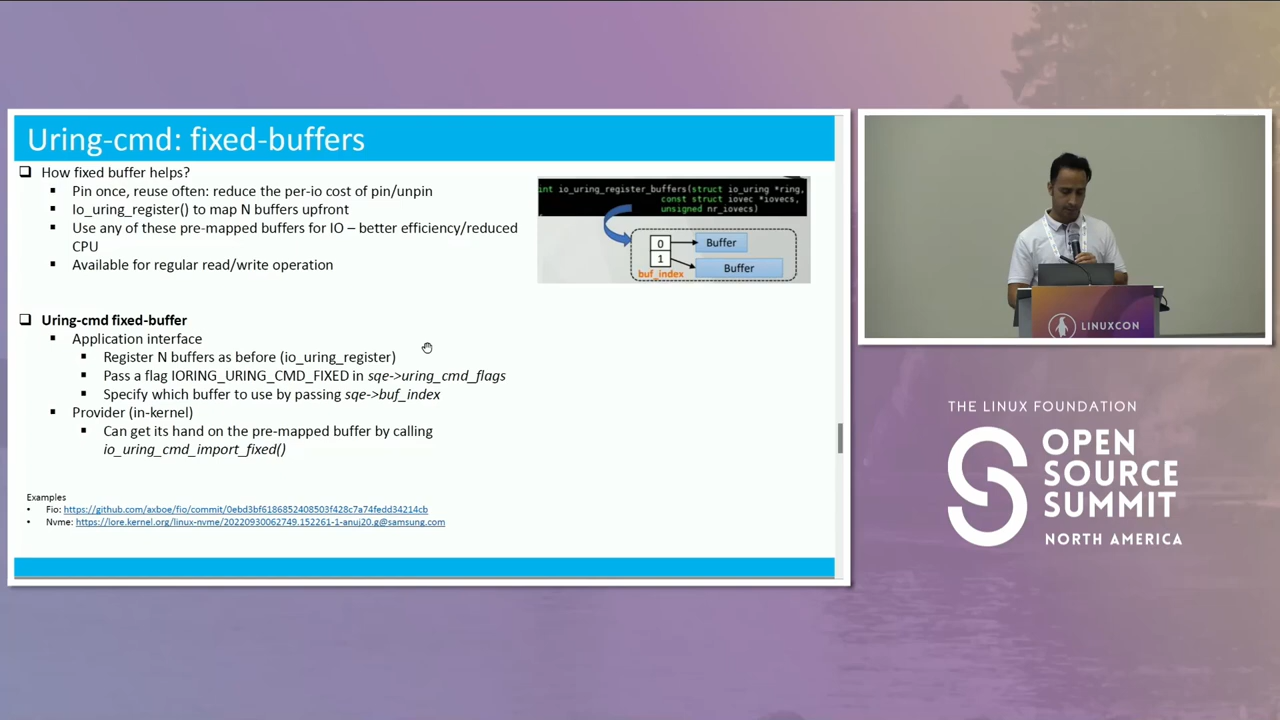 Uring-cmd: fixed-buffers
How fixed buffer helps?
Pin once, reuse often: reduce the per-io cost of pin/unpin
Io_uring_register() to map N buffers upfront
Use any of these pre-mapped buffers for IO – better efficiency/reduced
CPU
Available for regular read/write operation
int io_uring_register_buffers(struct io_uring *ring,
const struct iovec *iovecs,
unsigned nr_iovecs)
0
Buffer
1
Buffer
buf_index
Uring-cmd fixed-buffer
Application interface
Register N buffers as before (io_uring_register)
Pass a flag IORING_URING_CMD_FIXED in sqe->uring_cmd_flags
Specify which buffer to use by passing sqe->buf_index
Provider (in-kernel)
Can get its hand on the pre-mapped buffer by calling
io_uring_cmd_import_fixed()
Examples
• Fio: https://github.com/axboe/fio/commit/0ebd3bf6186852408503f428c7a74fedd34214cb
• Nvme: https://lore.kernel.org/linux-nvme/20220930062749.152261-1-anuj20.g@samsung.com
LINUXCON
THE LINUX FOUNDATION
OPEN
SOURCE
SUMMIT
NORTH AMERICA